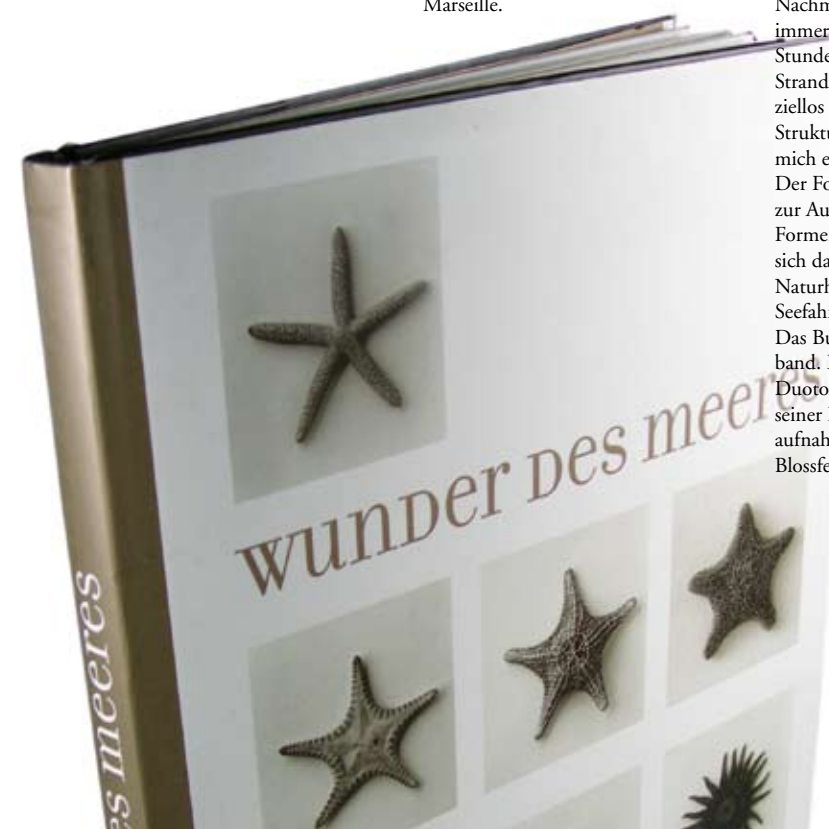 Marseille.
Nachm
immer
Stunde
Strand
ziellos
Struktu
mich e
Der Fo
zur Au
Forme
sich da
Naturh
Seefah
Das Bu
band.
Duoto
seiner
aufnah
Blossfe
wunder des meeres
es meeres